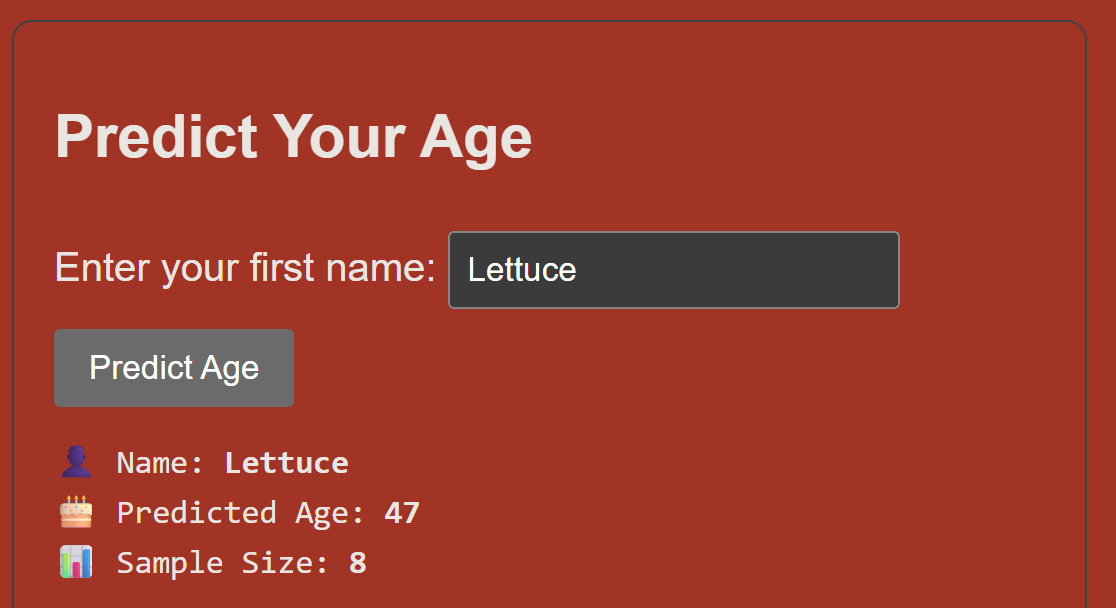 Predict Your Age
Enter your first name: Lettuce
Predict Age
👤 Name: Lettuce
🎂 Predicted Age: 47
📊 Sample Size: 8